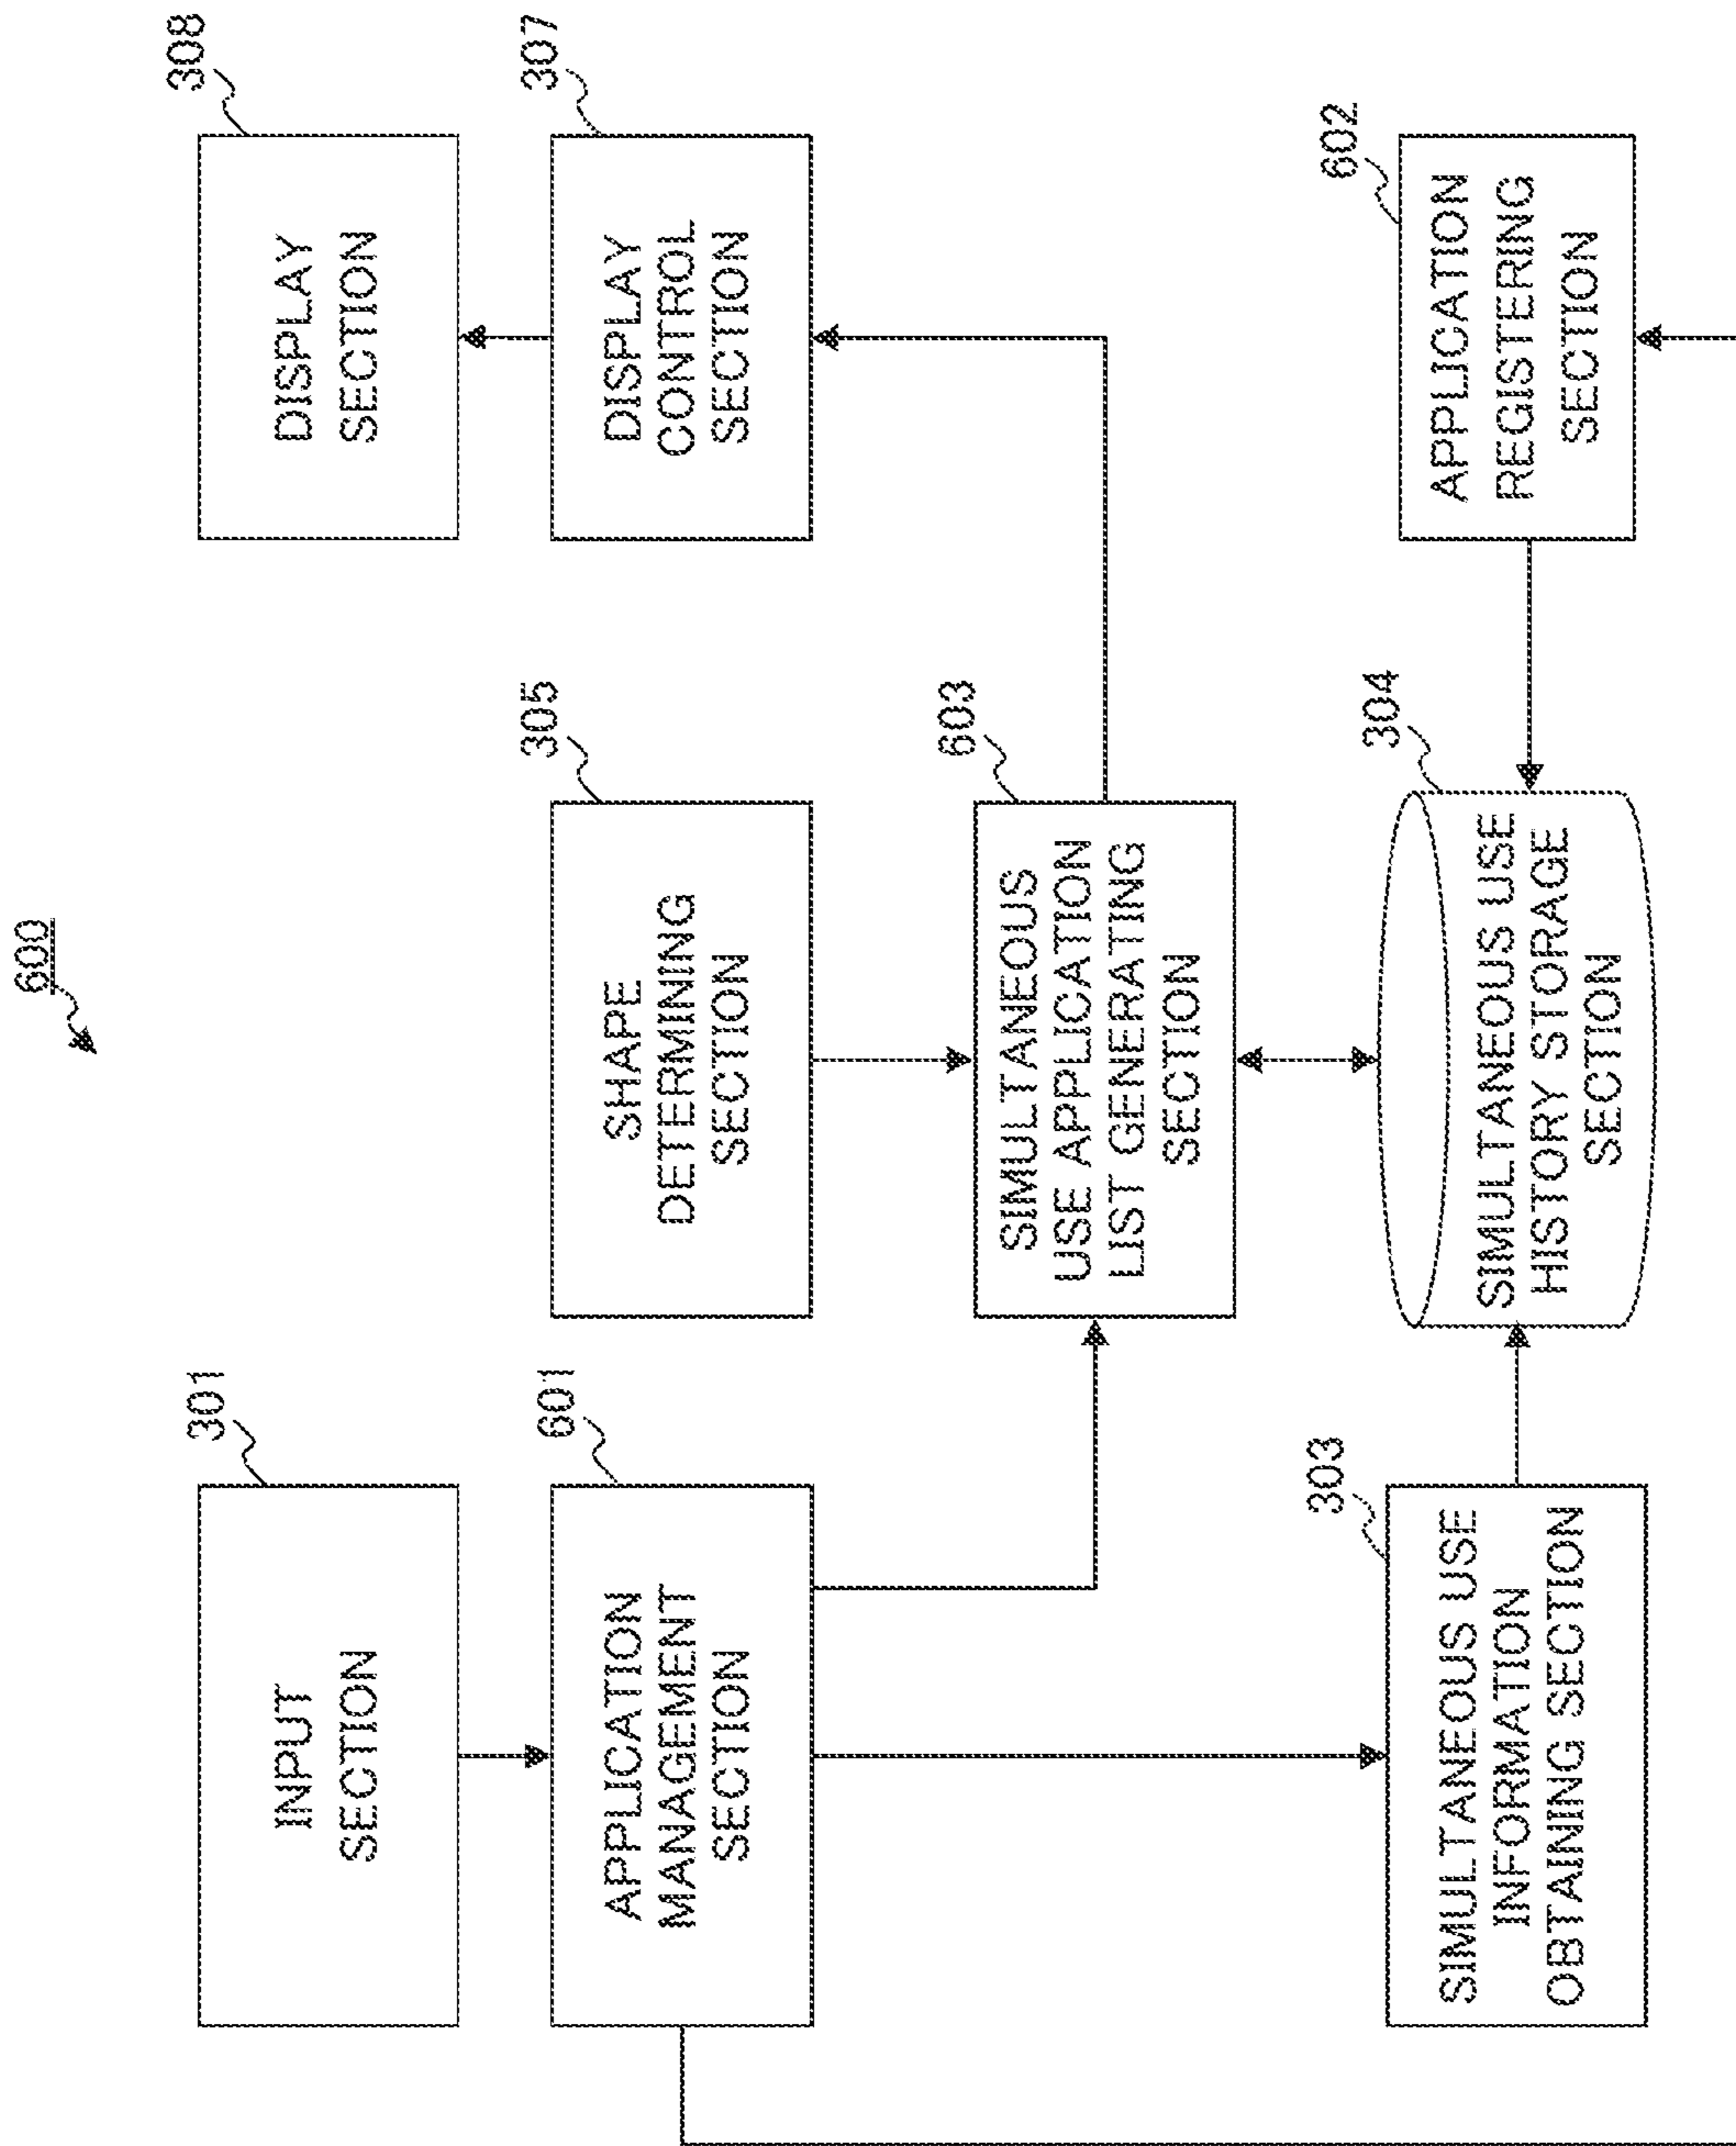 600
301
INPUT
SECTION
308
DISPLAY
SECTION
601
APPLICATION
MANAGEMENT
SECTION
305
SHAPE
DETERMINING
SECTION
307
DISPLAY
CONTROL
SECTION
603
SIMULTANEOUS
USE APPLICATION
LIST GENERATING
SECTION
303
SIMULTANEOUS USE
INFORMATION
OBTAINING SECTION
304
SIMULTANEOUS USE
HISTORY STORAGE
SECTION
602
APPLICATION
REGISTERING
SECTION